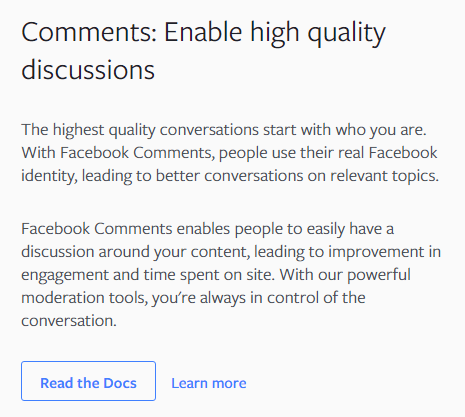 Comments: Enable high quality
discussions
The highest quality conversations start with who you are.
With Facebook Comments, people use their real Facebook
identity, leading to better conversations on relevant topics.
Facebook Comments enables people to easily have a
discussion around your content, leading to improvement in
engagement and time spent on site. With our powerful
moderation tools, you're always in control of the
conversation.
Read the Docs
Learn more